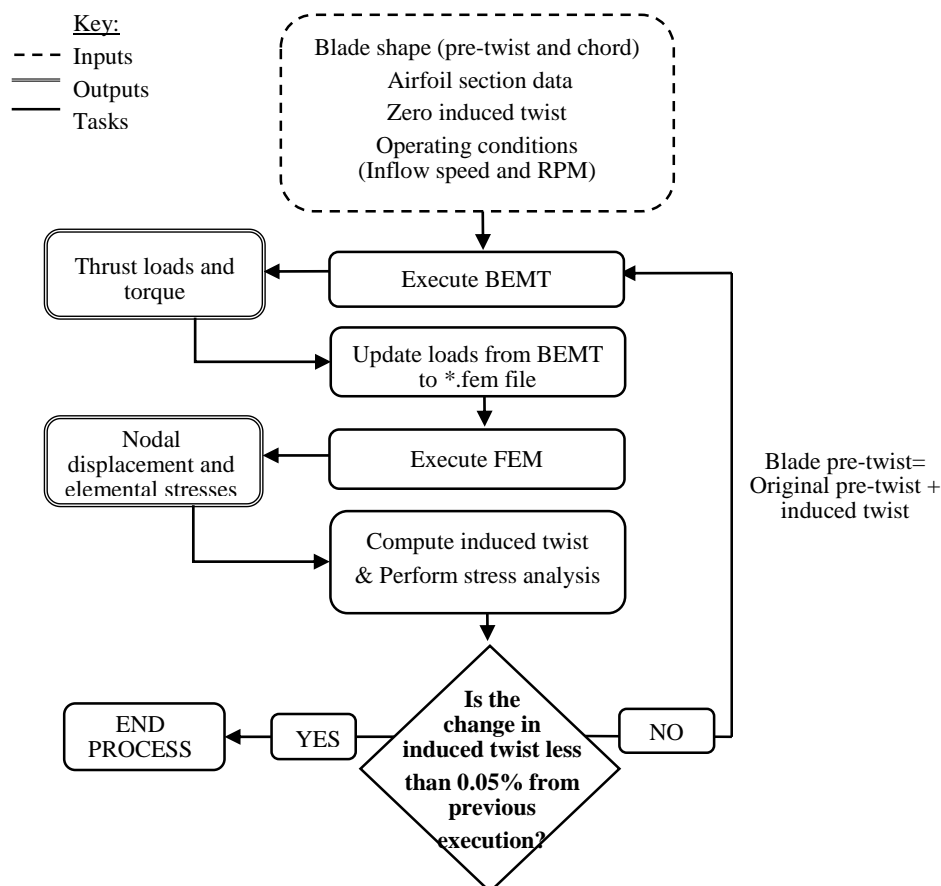 Key:
Inputs
Outputs
Tasks
Blade shape (pre-twist and chord)
Airfoil section data
Zero induced twist
Operating conditions
(Inflow speed and RPM)
Thrust loads and
torque
Execute BEMT
Update loads from BEMT
to *.fem file
Nodal
displacement and
elemental stresses
Execute FEM
Blade pre-twist=
Original pre-twist +
induced twist
Compute induced twist
& Perform stress analysis
Is the
change in
induced twist less
than 0.05% from
previous
execution?
END
PROCESS
YES
NO